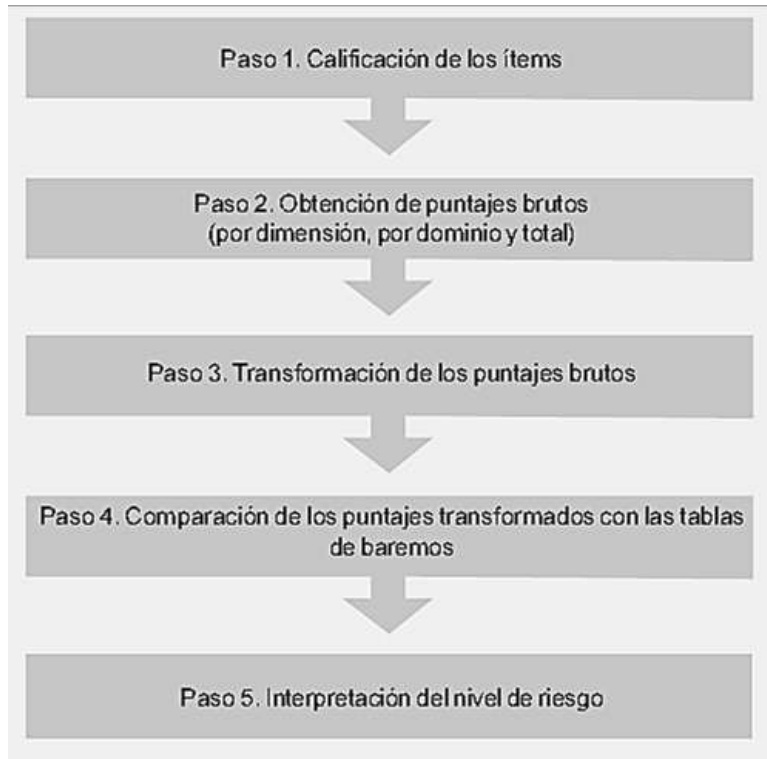 Paso 1. Calificación de los ítems
Paso 2. Obtención de puntajes brutos
(por dimensión, por dominio y total)
Paso 3. Transformación de los puntajes brutos
Paso 4. Comparación de los puntajes transformados con las tablas
de baremos
Paso 5. Interpretación del nivel de riesgo